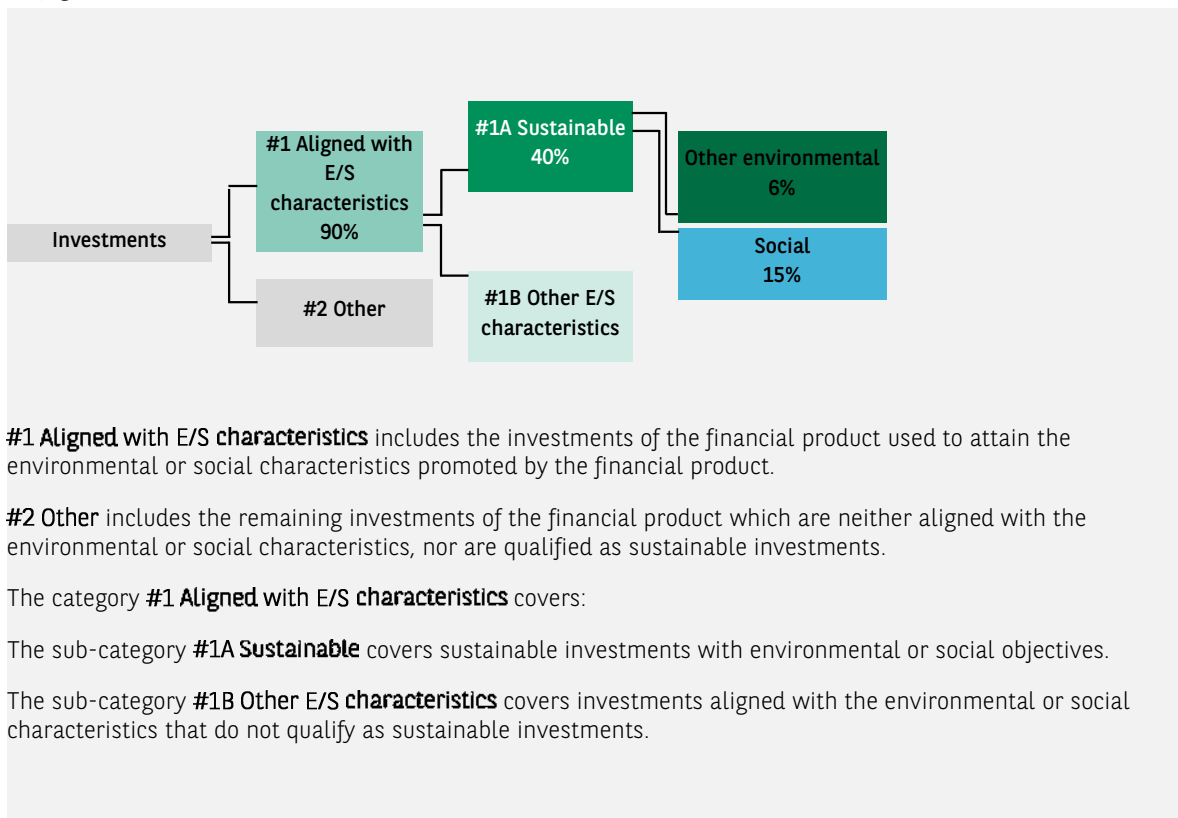 Investments
#1 Aligned with
E/S
characteristics
90%
#2 Other
#1A Sustainable
40%
#1B Other E/S
characteristics
Other environmental
6%
Social
15%
#1 Aligned with E/S characteristics includes the investments of the financial product used to attain the
environmental or social characteristics promoted by the financial product.
#2 Other includes the remaining investments of the financial product which are neither aligned with the
environmental or social characteristics, nor are qualified as sustainable investments.
The category #1 Aligned with E/S characteristics covers:
The sub-category #1A Sustainable covers sustainable investments with environmental or social objectives.
The sub-category #1B Other E/S characteristics covers investments aligned with the environmental or social
characteristics that do not qualify as sustainable investments.